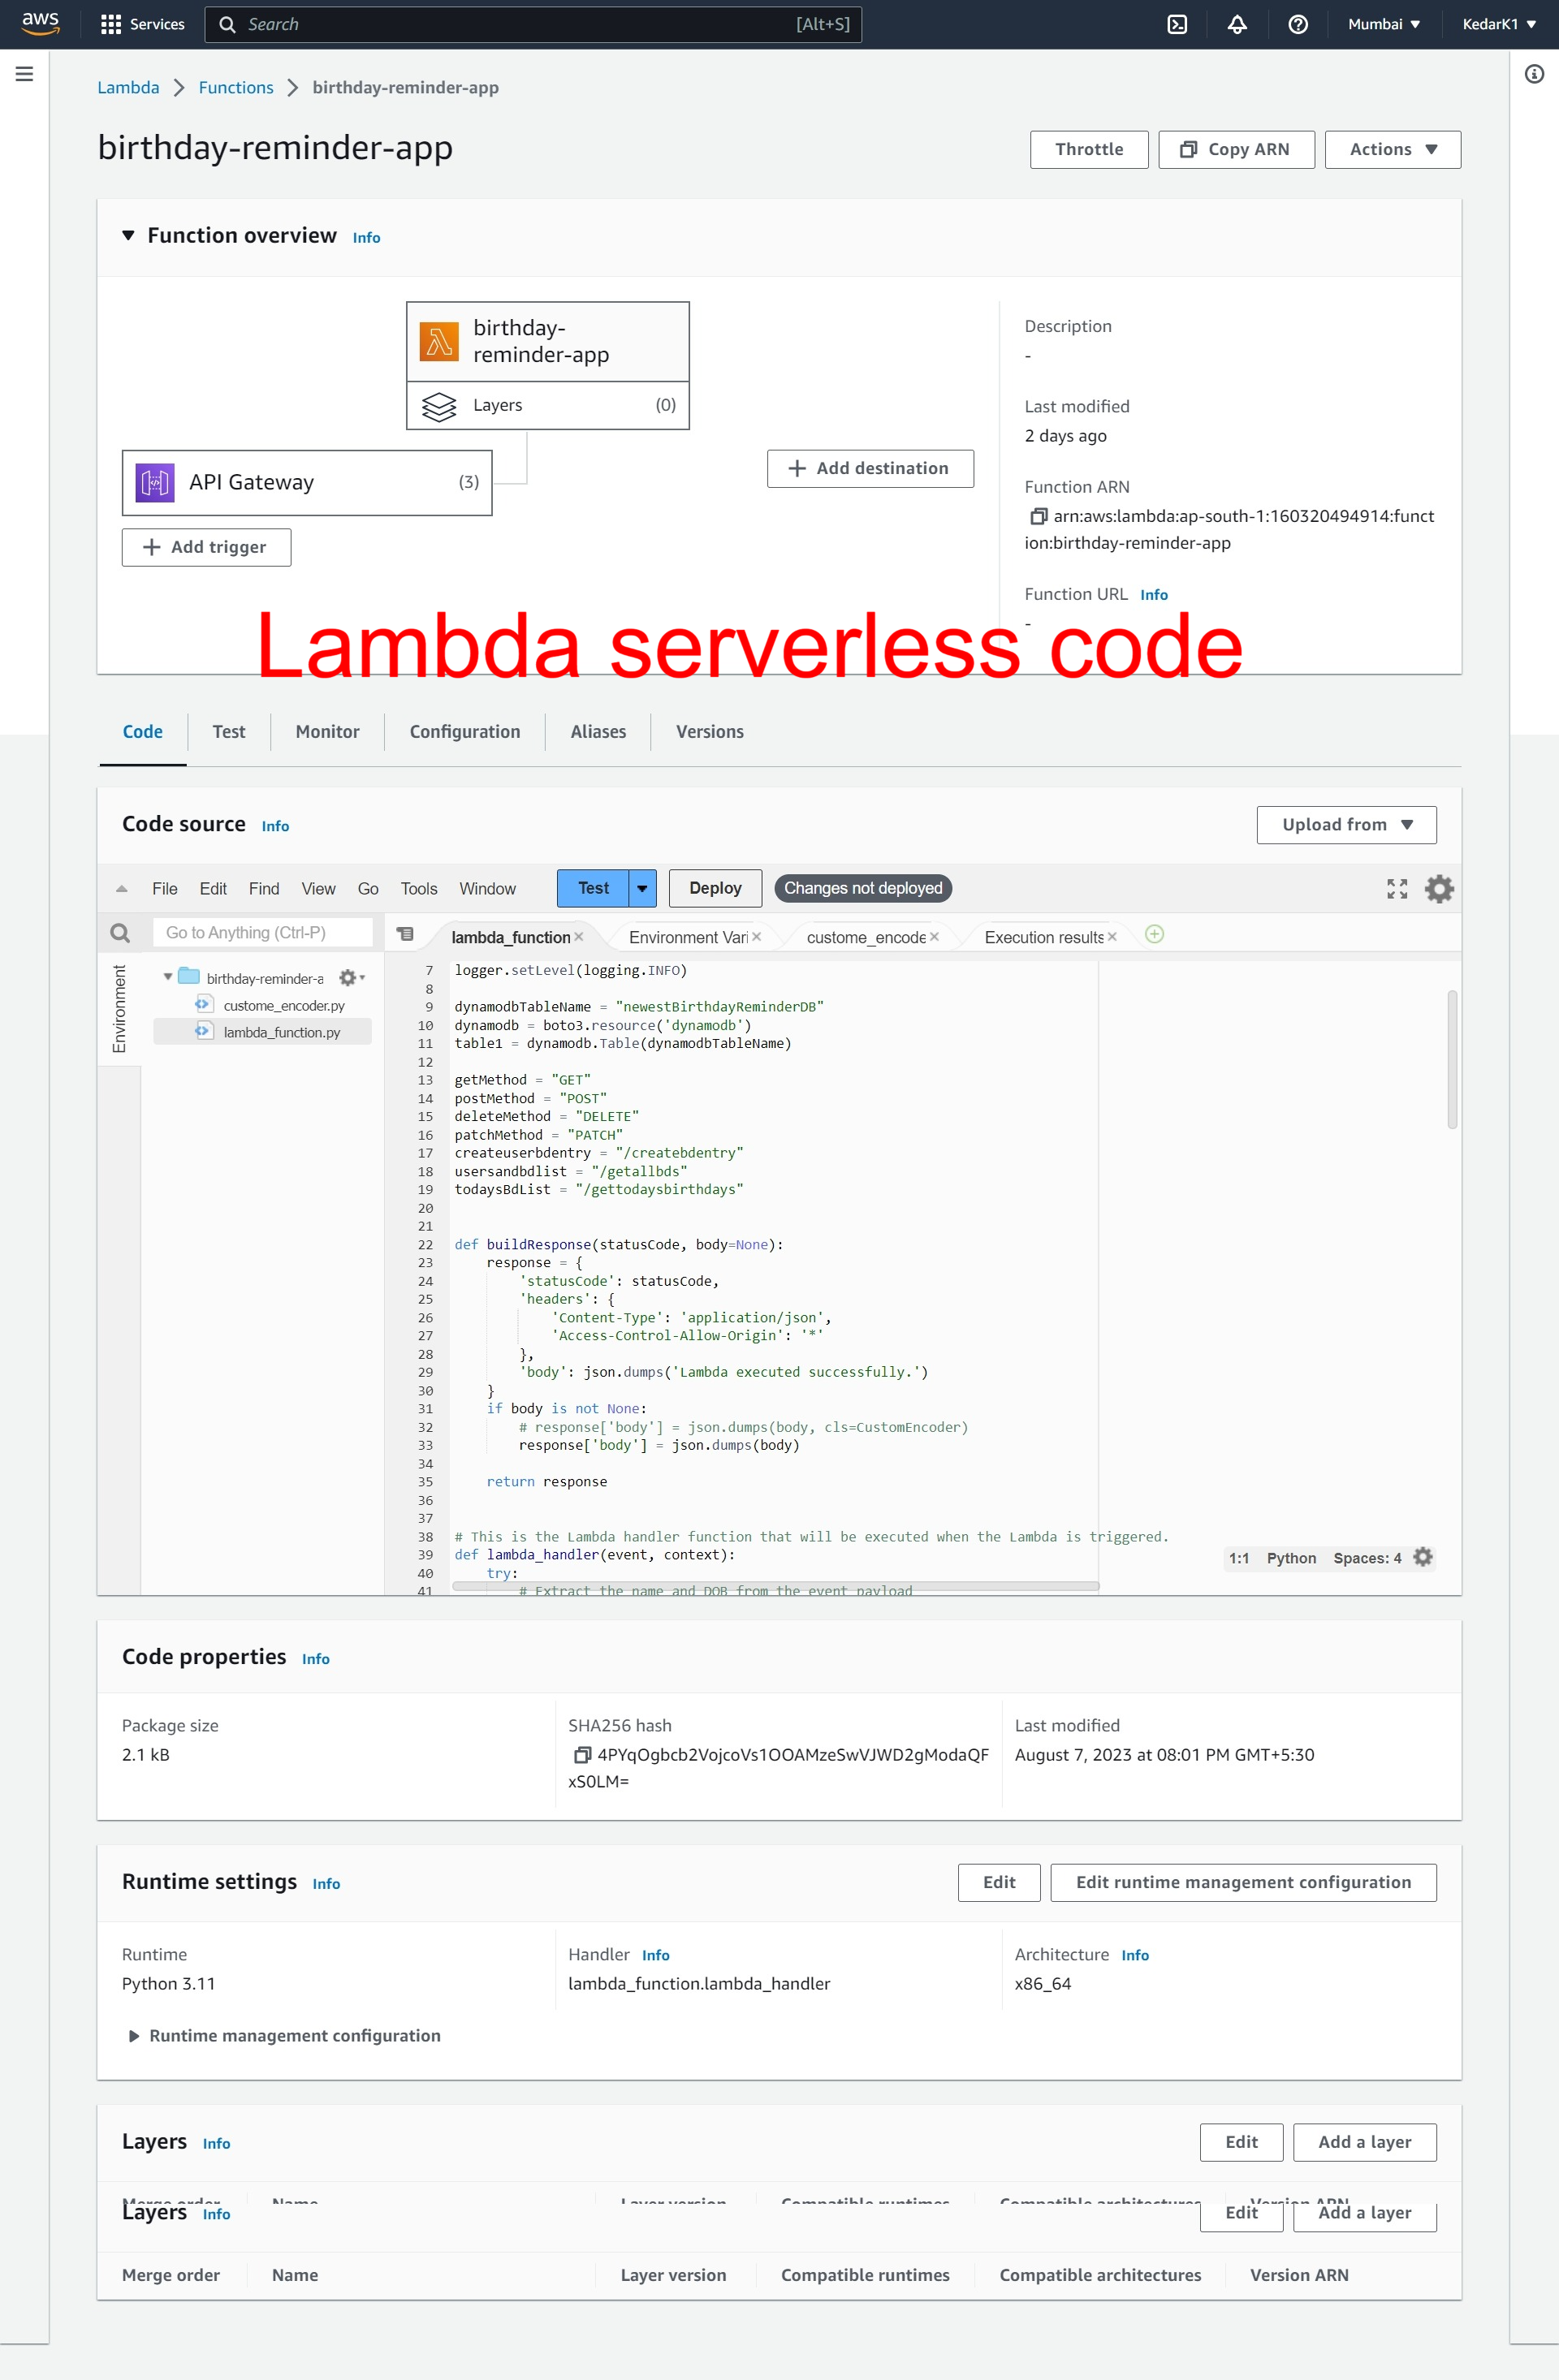 aws Services Search [Alt+S] Mumbai KedarK1
Lambda Functions birthday-reminder-app
birthday-reminder-app
Throttle Copy ARN Actions
Function overview Info
birthday-
reminder-app
Layers (0)
API Gateway (3)
Add trigger
Add destination
Description
-
Last modified
2 days ago
Function ARN
arn:aws:lambda:ap-south-1:160320494914:funct
ion:birthday-reminder-app
Function URL Info
-
Lambda serverless code
Code Test Monitor Configuration Aliases Versions
Code source Info
Upload from
File Edit Find View Go Tools Window Test Deploy Changes not deployed
Go to Anything (Ctrl-P)
lambda_function Environment Vari custome_encode Execution results
Environment
birthday-reminder-a
custome_encoder.py
lambda_function.py
7 logger.setLevel(logging.INFO)
8
9 dynamodbTableName = "newestBirthdayReminderDB"
10 dynamodb = boto3.resource('dynamodb')
11 table1 = dynamodb.Table(dynamodbTableName)
12
13 getMethod = "GET"
14 postMethod = "POST"
15 deleteMethod = "DELETE"
16 patchMethod = "PATCH"
17 createuserbdentry = "/createbdentry"
18 usersandbdlist = "/getallbds"
19 todaysBdList = "/gettodaysbirthdays"
20
21
22 def buildResponse(statusCode, body=None):
23 response = {
24 'statusCode': statusCode,
25 'headers': {
26 'Content-Type': 'application/json',
27 'Access-Control-Allow-Origin': '*'
28 },
29 'body': json.dumps('Lambda executed successfully.')
30 }
31 if body is not None:
32 # response['body'] = json.dumps(body, cls=CustomEncoder)
33 response['body'] = json.dumps(body)
34
35 return response
36
37
38 # This is the Lambda handler function that will be executed when the Lambda is triggered.
39 def lambda_handler(event, context):
40 try:
41 # Extract the name and DOB from the event payload
1:1 Python Spaces: 4
Code properties Info
Package size
2.1 kB
SHA256 hash
4PYqOgbcb2VojcoVs1OOAMzeSwVJWD2gModaQF
xS0LM=
Last modified
August 7, 2023 at 08:01 PM GMT+5:30
Runtime settings Info
Edit Edit runtime management configuration
Runtime
Python 3.11
Handler Info
lambda_function.lambda_handler
Architecture Info
x86_64
Runtime management configuration
Layers Info
Edit Add a layer
Merge order Name Layer version Compatible runtimes Compatible architectures Version ARN
Layers Info
Edit Add a layer
Merge order Name Layer version Compatible runtimes Compatible architectures Version ARN